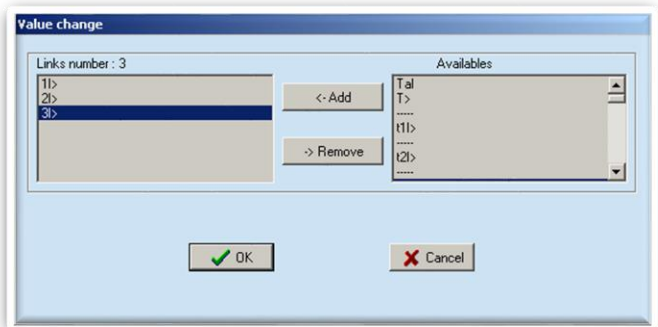 Value change
Links number : 3
1I>
2I>
3I>
<- Add
-> Remove
Availables
Tal
T>
-----
t1I>
-----
t2I>
-----
OK
Cancel